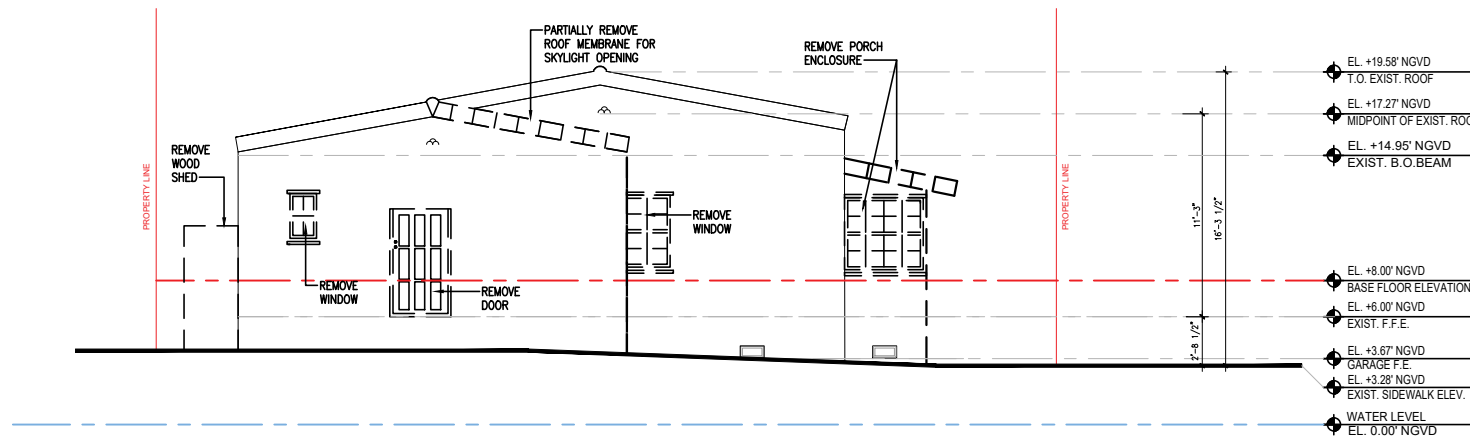 PARTIALLY REMOVE
ROOF MEMBRANE FOR
SKYLIGHT OPENING
REMOVE PORCH
ENCLOSURE
REMOVE
WOOD
SHED
PROPERTY LINE
REMOVE
WINDOW
REMOVE
DOOR
REMOVE
WINDOW
PROPERTY LINE
11'-3"
16'-3 1/2"
2'-8 1/2"
EL. +19.58' NGVD
T.O. EXIST. ROOF
EL. +17.27' NGVD
MIDPOINT OF EXIST. ROO
EL. +14.95' NGVD
EXIST. B.O.BEAM
EL. +8.00' NGVD
BASE FLOOR ELEVATION
EL. +6.00' NGVD
EXIST. F.F.E.
EL. +3.67' NGVD
GARAGE F.E.
EL. +3.28' NGVD
EXIST. SIDEWALK ELEV.
WATER LEVEL
EL. 0.00' NGVD